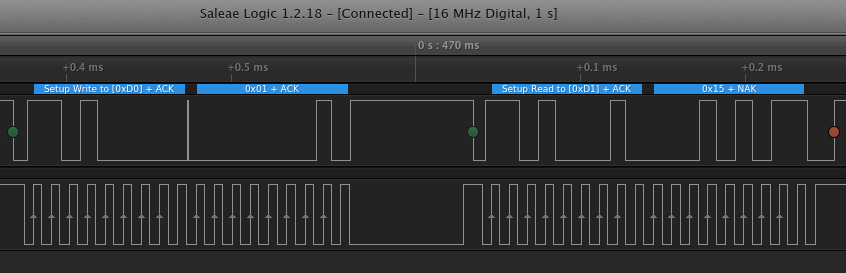 Saleae Logic 1.2.18 - [Connected] - [16 MHz Digital, 1 s]
0 s : 470 ms
+0.4 ms +0.5 ms +0.1 ms +0.2 ms
Setup Write to [0xD0] + ACK 0x01 + ACK Setup Read to [0xD1] + ACK 0x15 + NAK